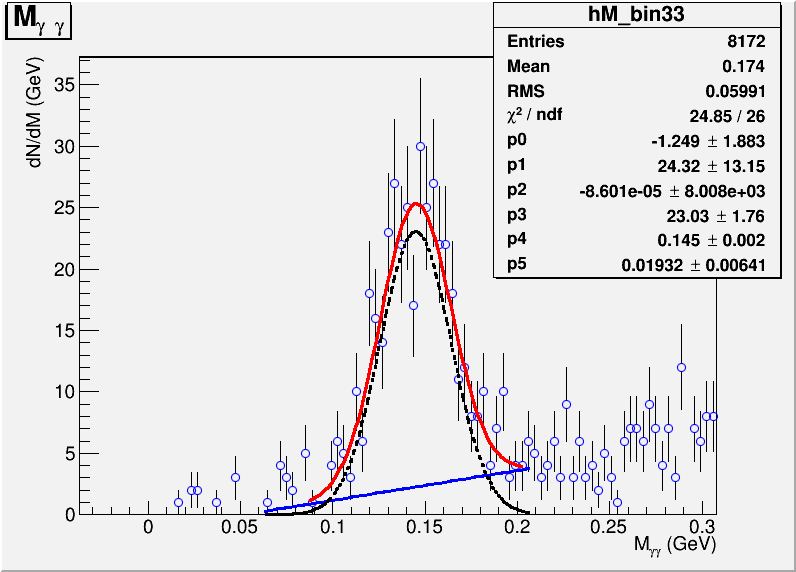 Mγ γ
hM_bin33
Entries 8172
Mean 0.174
RMS 0.05991
χ² / ndf 24.85 / 26
p0 -1.249 ± 1.883
p1 24.32 ± 13.15
p2 -8.601e-05 ± 8.008e+03
p3 23.03 ± 1.76
p4 0.145 ± 0.002
p5 0.01932 ± 0.00641
dN/dM (GeV)
35
30
25
20
15
10
5
0
0 0.05 0.1 0.15 0.2 0.25 0.3
Mγγ (GeV)